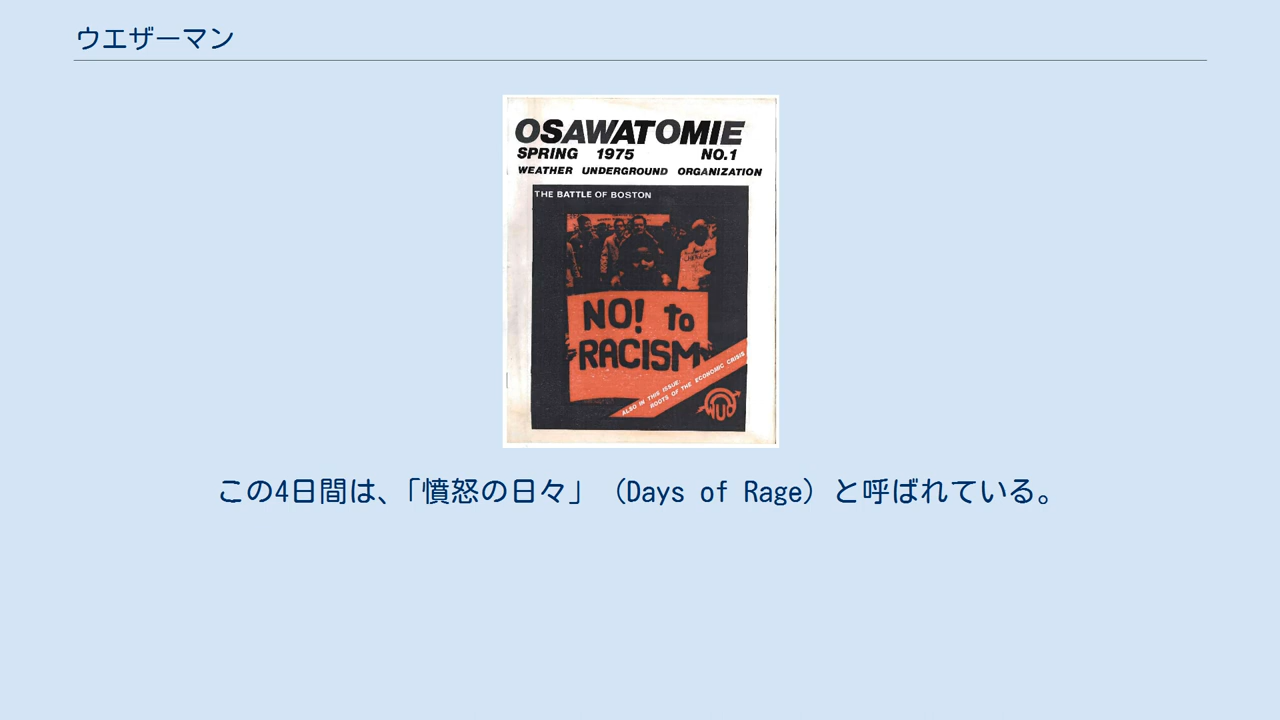 ウエザーマン
OSAWATOMIE
SPRING 1975 NO.1
WEATHER UNDERGROUND ORGANIZATION
THE BATTLE OF BOSTON
NO! to
RACISM
ALSO IN THIS ISSUE:
ROOTS OF THE ECONOMIC CRISIS
WUO
この4日間は、「憤怒の日々」（Days of Rage）と呼ばれている。